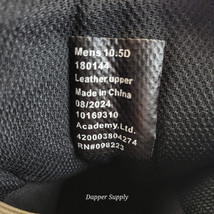 Mens 10.5D
180144
Leather upper
Made in China
08/2024
10169310
Academy,Ltd.
420003804274
RN#098223
Dapper Supply